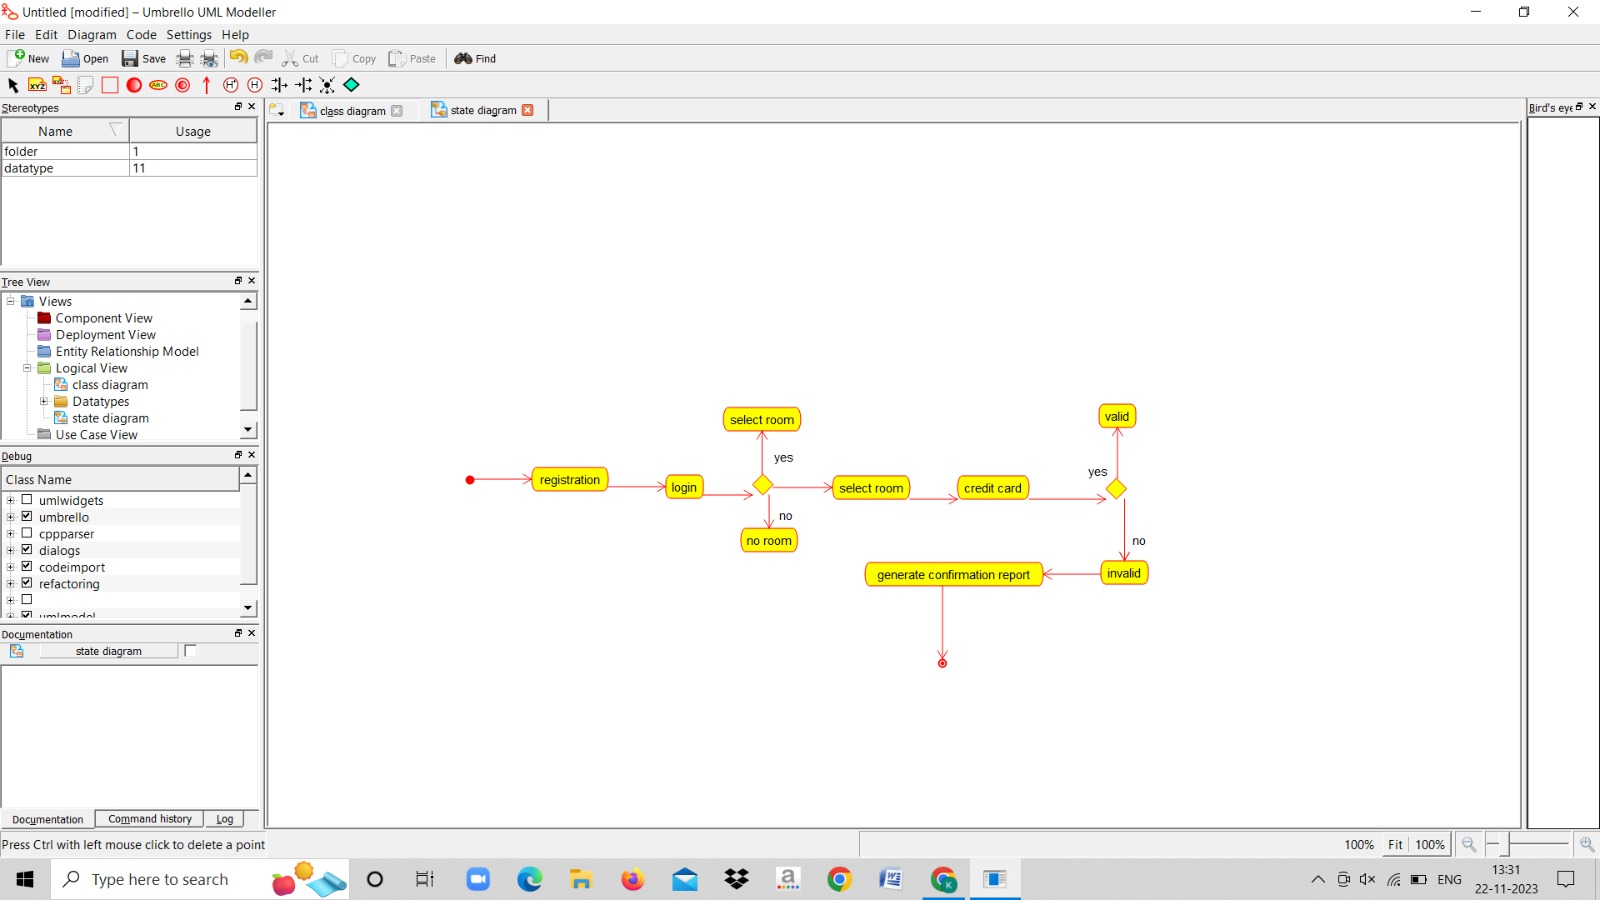 Untitled [modified] – Umbrello UML Modeller
File Edit Diagram Code Settings Help
New Open Save Cut Copy Paste Find
XYZ ABC H* H
Stereotypes
Name Usage
folder 1
datatype 11
class diagram state diagram
Bird's eye
Tree View
Views
Component View
Deployment View
Entity Relationship Model
Logical View
class diagram
Datatypes
state diagram
Use Case View
Debug
Class Name
umlwidgets
umbrello
cppparser
dialogs
codeimport
refactoring
umlmodel
Documentation
state diagram
select room
valid
yes
yes
registration
login
select room
credit card
no
no room
no
generate confirmation report
invalid
Documentation Command history Log
Press Ctrl with left mouse click to delete a point
100% Fit 100%
Type here to search
a
K
W
ENG
13:31
22-11-2023